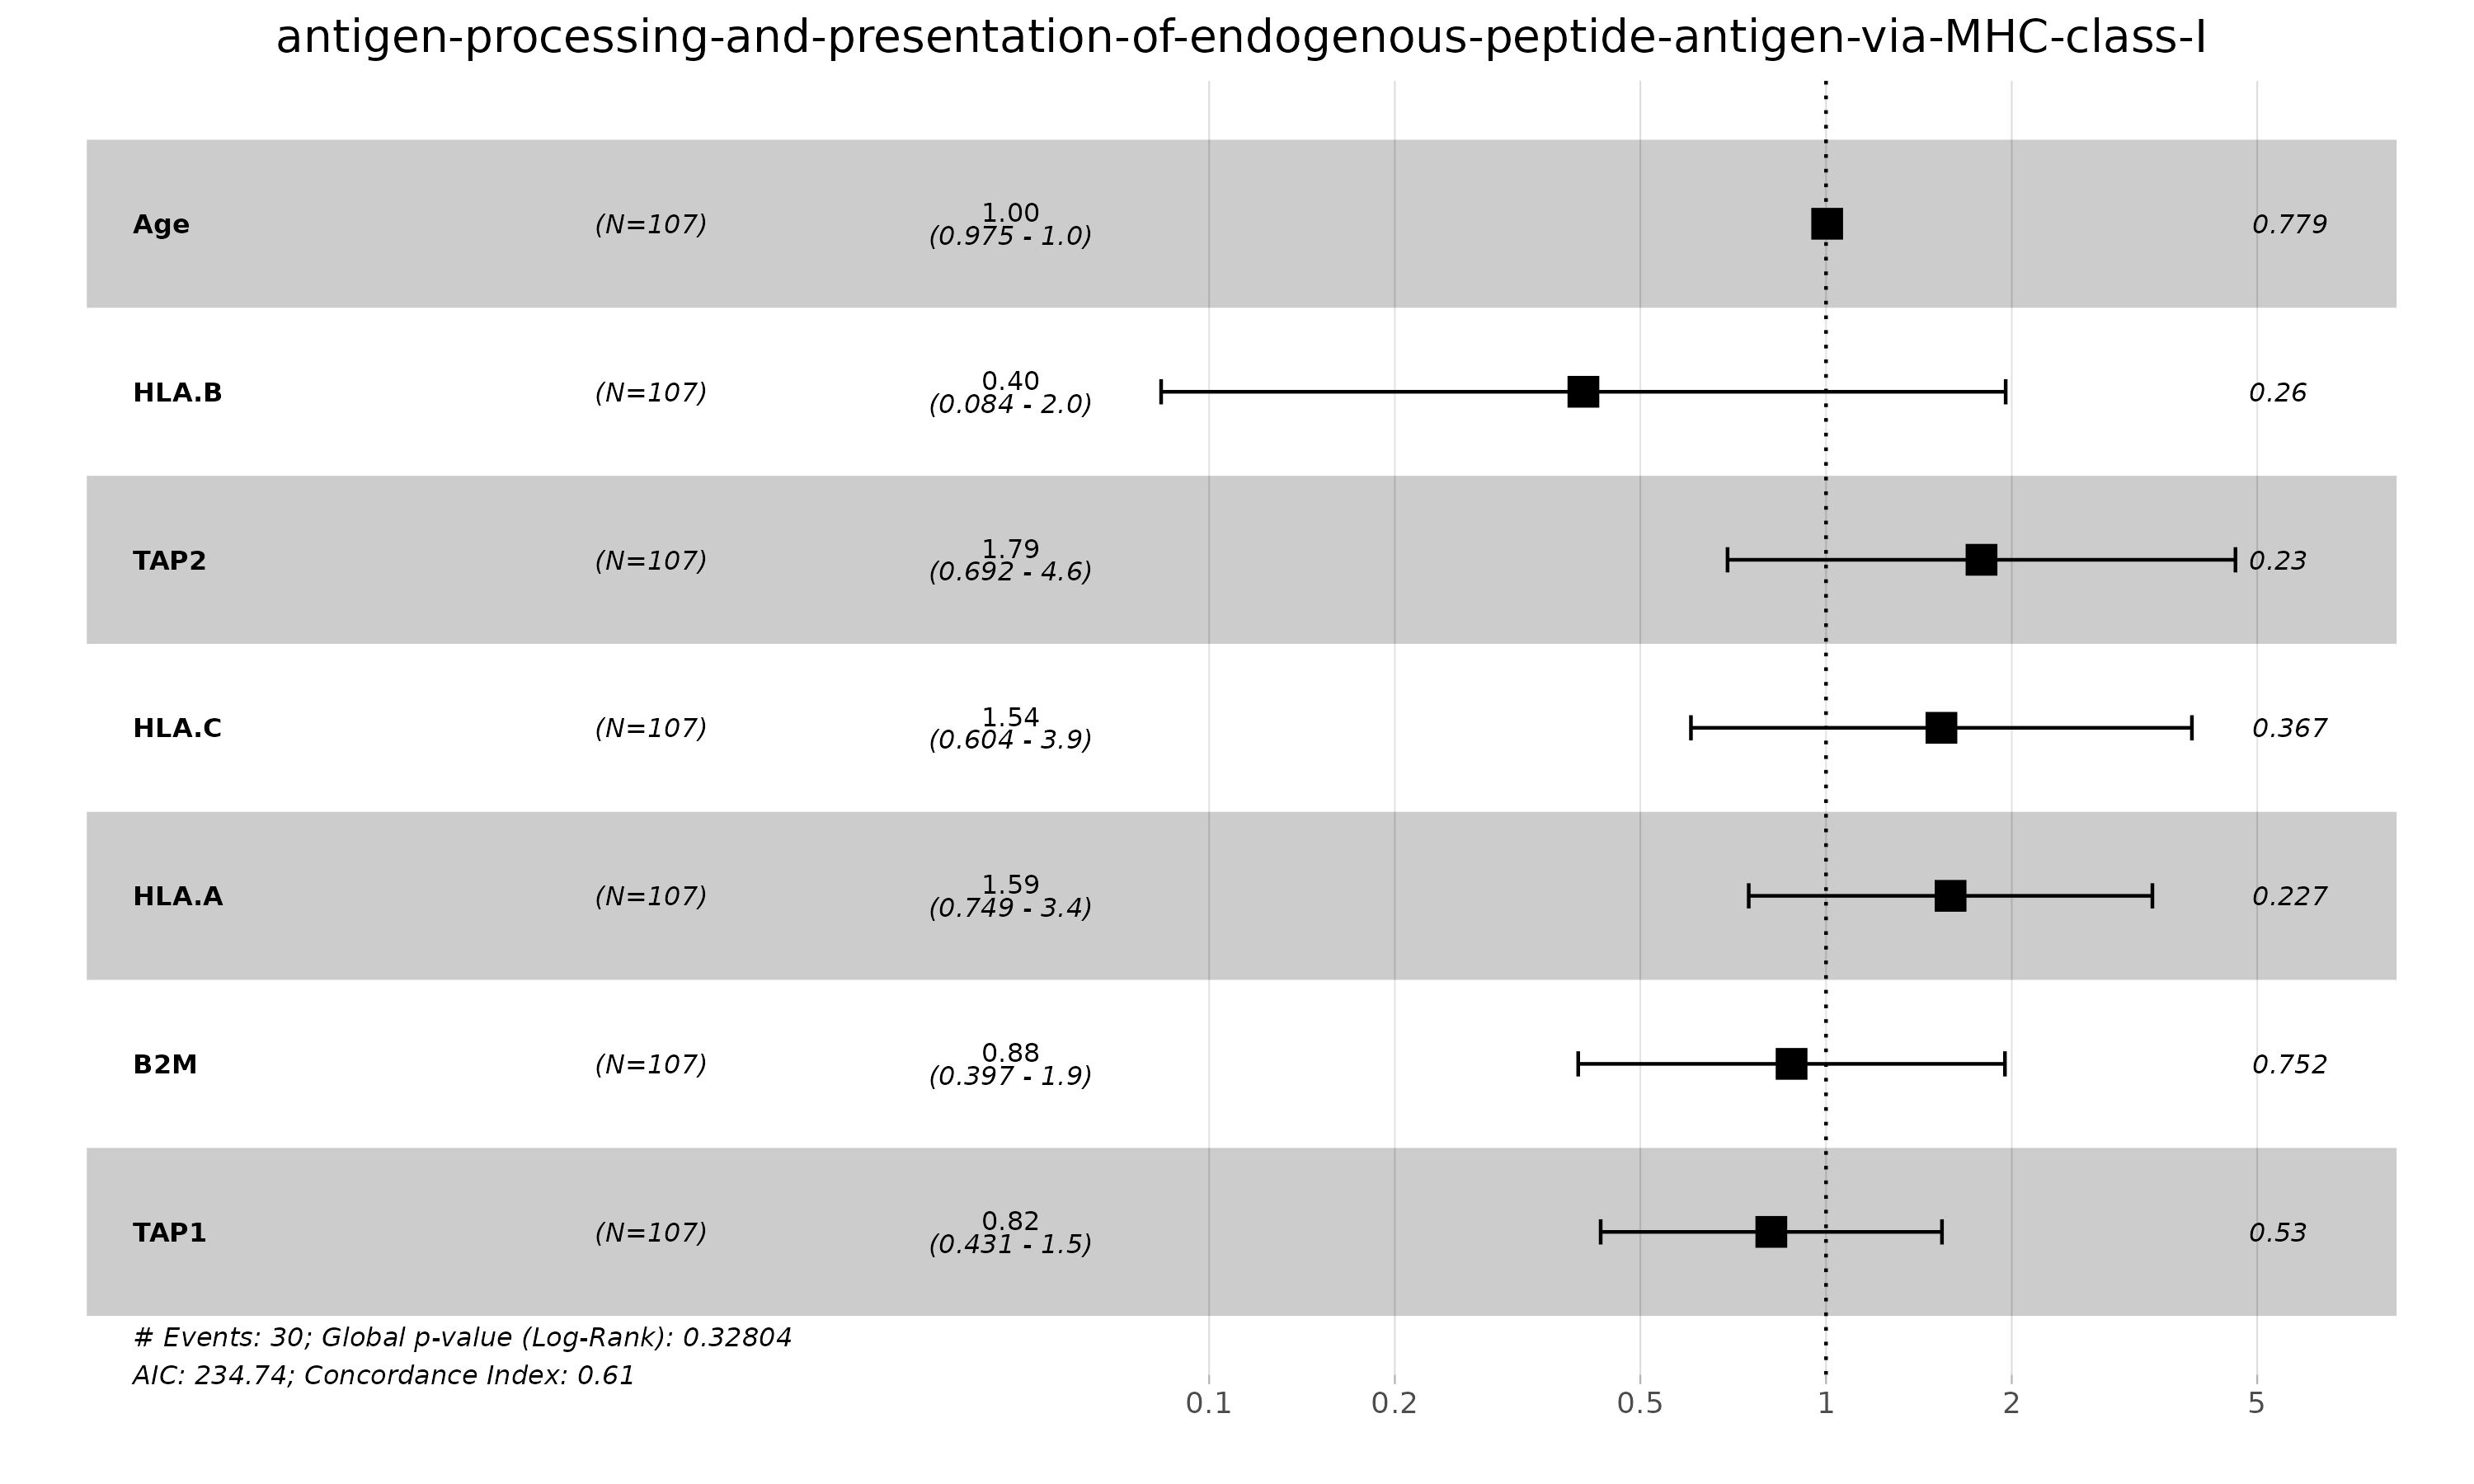 antigen-processing-and-presentation-of-endogenous-peptide-antigen-via-MHC-class-I
Age (N=107) 1.00 (0.975 - 1.0) 0.779
HLA.B (N=107) 0.40 (0.084 - 2.0) 0.26
TAP2 (N=107) 1.79 (0.692 - 4.6) 0.23
HLA.C (N=107) 1.54 (0.604 - 3.9) 0.367
HLA.A (N=107) 1.59 (0.749 - 3.4) 0.227
B2M (N=107) 0.88 (0.397 - 1.9) 0.752
TAP1 (N=107) 0.82 (0.431 - 1.5) 0.53
# Events: 30; Global p-value (Log-Rank): 0.32804
AIC: 234.74; Concordance Index: 0.61
0.1 0.2 0.5 1 2 5